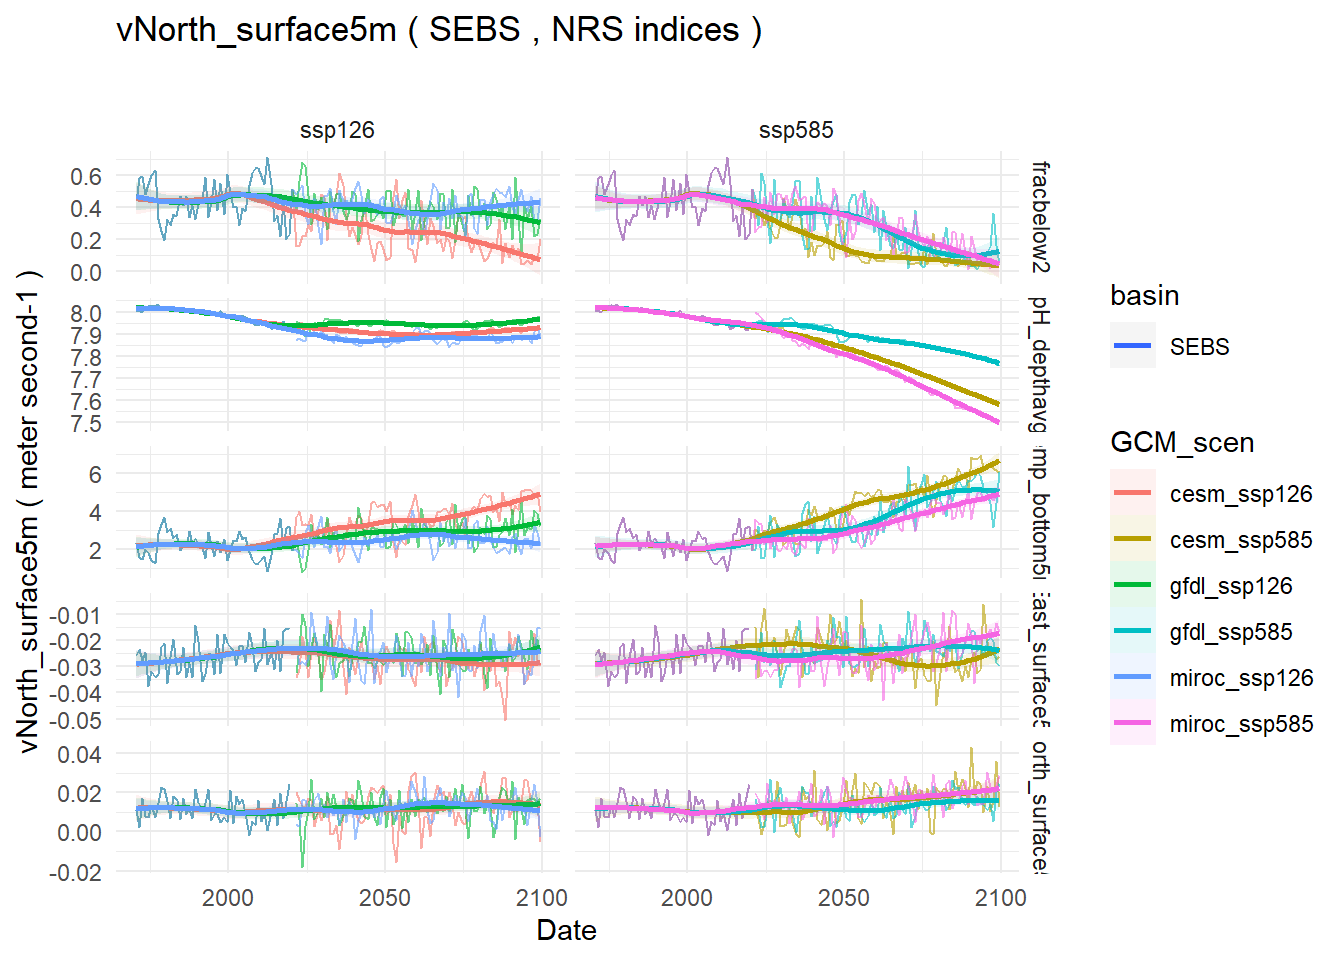 vNorth_surface5m ( SEBS , NRS indices )
ssp126
ssp585
0.6
0.4
0.2
0.0
fracbelow2
8.0
7.9
7.8
7.7
7.6
7.5
pH_depthavg
6
4
2
mp_bottom5
-0.01
-0.02
-0.03
-0.04
-0.05
ast_surface5
0.04
0.02
0.00
-0.02
orth_surface
2000
2050
2100
2000
2050
2100
Date
vNorth_surface5m ( meter second-1 )
basin
SEBS
GCM_scen
cesm_ssp126
cesm_ssp585
gfdl_ssp126
gfdl_ssp585
miroc_ssp126
miroc_ssp585